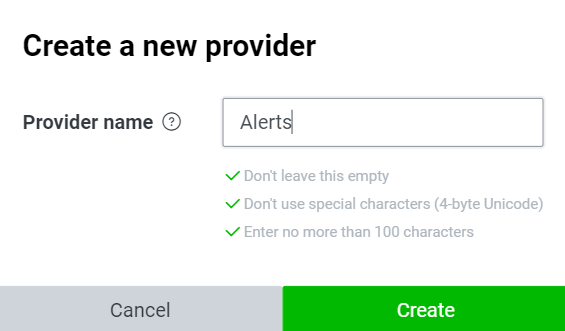 Create a new provider
Provider name ?
Alerts
Don't leave this empty
Don't use special characters (4-byte Unicode)
Enter no more than 100 characters
Cancel
Create